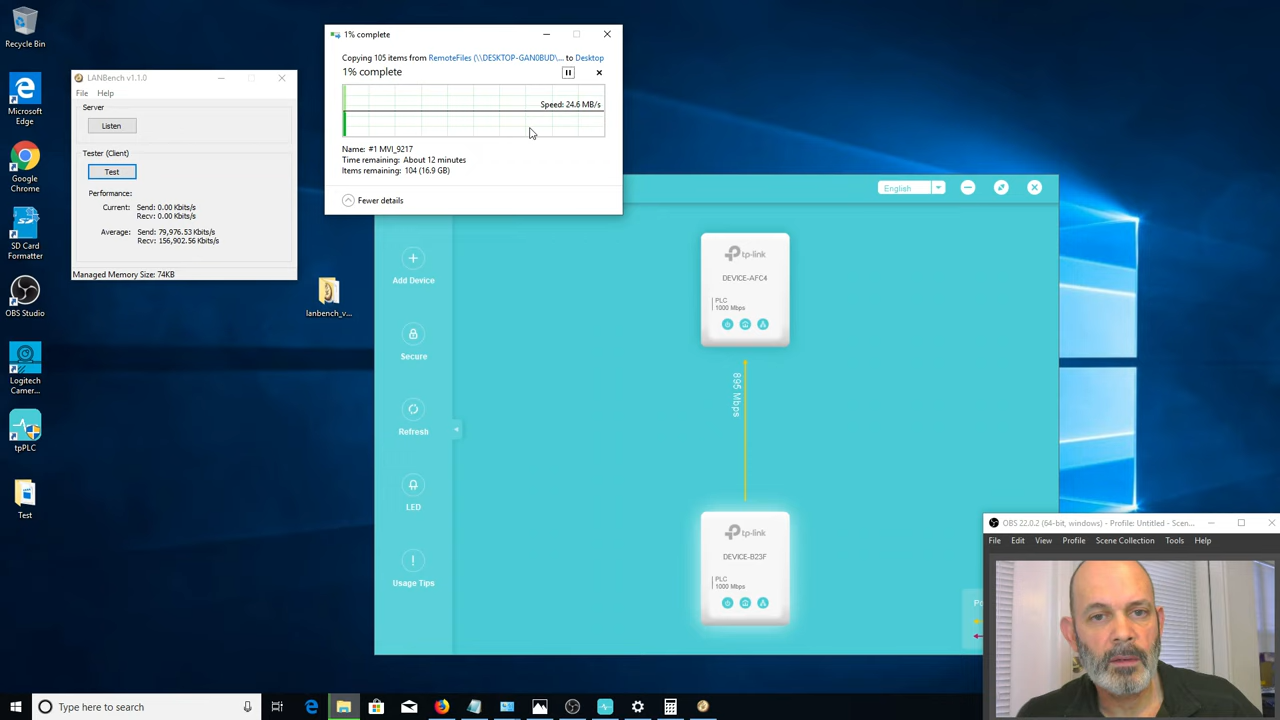 Recycle Bin
Microsoft
Edge
Google
Chrome
SD Card
Formatter
OBS Studio
Logitech
Camer...
tpPLC
Test
LANBench v1.1.0
File Help
Server
Listen
Tester (Client)
Test
Performance:
Current: Send: 0.00 Kbits/s
Recv: 0.00 Kbits/s
Average: Send: 79,976.53 Kbits/s
Recv: 156,902.56 Kbits/s
Managed Memory Size: 74KB
lanbench_v...
1% complete
Copying 105 items from RemoteFiles (\\DESKTOP-GAN0BUD\... to Desktop
1% complete
Speed: 24.6 MB/s
Name: #1 MVI_9217
Time remaining: About 12 minutes
Items remaining: 104 (16.9 GB)
Fewer details
English
Add Device
Secure
Refresh
LED
Usage Tips
tp-link
DEVICE-AFC4
PLC
1000 Mbps
895 Mbps
tp-link
DEVICE-B23F
PLC
1000 Mbps
OBS 22.0.2 (64-bit, windows) - Profile: Untitled - Scen...
File Edit View Profile Scene Collection Tools Help
Type here to search